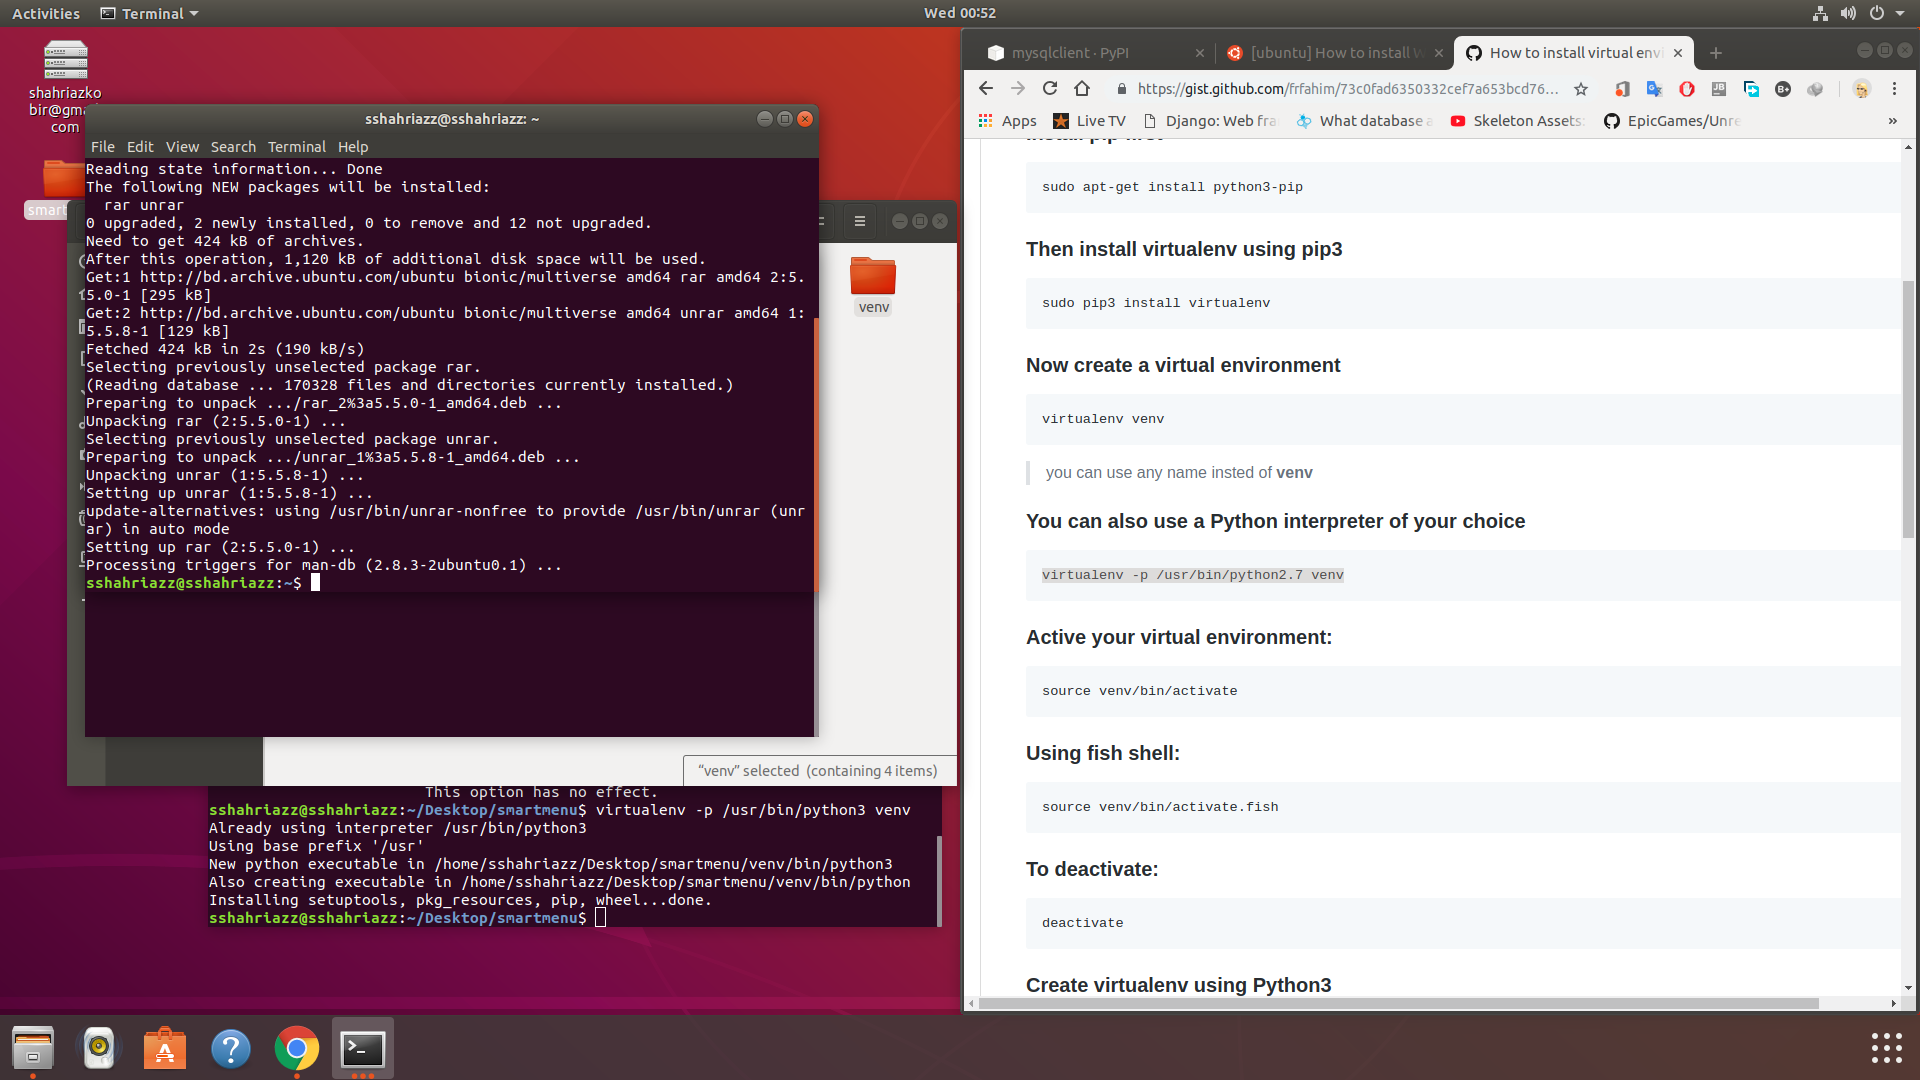 Activities
Terminal
Wed 00:52
shahriazko
bir@gm
com
smart
sshahriazz@sshahriazz: ~
File Edit View Search Terminal Help
Reading state information... Done
The following NEW packages will be installed:
  rar unrar
0 upgraded, 2 newly installed, 0 to remove and 12 not upgraded.
Need to get 424 kB of archives.
After this operation, 1,120 kB of additional disk space will be used.
Get:1 http://bd.archive.ubuntu.com/ubuntu bionic/multiverse amd64 rar amd64 2:5.
5.0-1 [295 kB]
Get:2 http://bd.archive.ubuntu.com/ubuntu bionic/multiverse amd64 unrar amd64 1:
5.5.8-1 [129 kB]
Fetched 424 kB in 2s (190 kB/s)
Selecting previously unselected package rar.
(Reading database ... 170328 files and directories currently installed.)
Preparing to unpack .../rar_2%3a5.5.0-1_amd64.deb ...
Unpacking rar (2:5.5.0-1) ...
Selecting previously unselected package unrar.
Preparing to unpack .../unrar_1%3a5.5.8-1_amd64.deb ...
Unpacking unrar (1:5.5.8-1) ...
Setting up unrar (1:5.5.8-1) ...
update-alternatives: using /usr/bin/unrar-nonfree to provide /usr/bin/unrar (unr
ar) in auto mode
Setting up rar (2:5.5.0-1) ...
Processing triggers for man-db (2.8.3-2ubuntu0.1) ...
sshahriazz@sshahriazz:~$
venv
"venv" selected (containing 4 items)
This option has no effect.
sshahriazz@sshahriazz:~/Desktop/smartmenu$ virtualenv -p /usr/bin/python3 venv
Already using interpreter /usr/bin/python3
Using base prefix '/usr'
New python executable in /home/sshahriazz/Desktop/smartmenu/venv/bin/python3
Also creating executable in /home/sshahriazz/Desktop/smartmenu/venv/bin/python
Installing setuptools, pkg_resources, pip, wheel...done.
sshahriazz@sshahriazz:~/Desktop/smartmenu$
mysqlclient · PyPI
[ubuntu] How to install
How to install virtual envi
https://gist.github.com/frfahim/73c0fad6350332cef7a653bcd76...
Apps
Live TV
Django: Web fra
What database
Skeleton Assets:
EpicGames/Unre
»
install pip first
sudo apt-get install python3-pip
Then install virtualenv using pip3
sudo pip3 install virtualenv
Now create a virtual environment
virtualenv venv
you can use any name insted of venv
You can also use a Python interpreter of your choice
virtualenv -p /usr/bin/python2.7 venv
Active your virtual environment:
source venv/bin/activate
Using fish shell:
source venv/bin/activate.fish
To deactivate:
deactivate
Create virtualenv using Python3